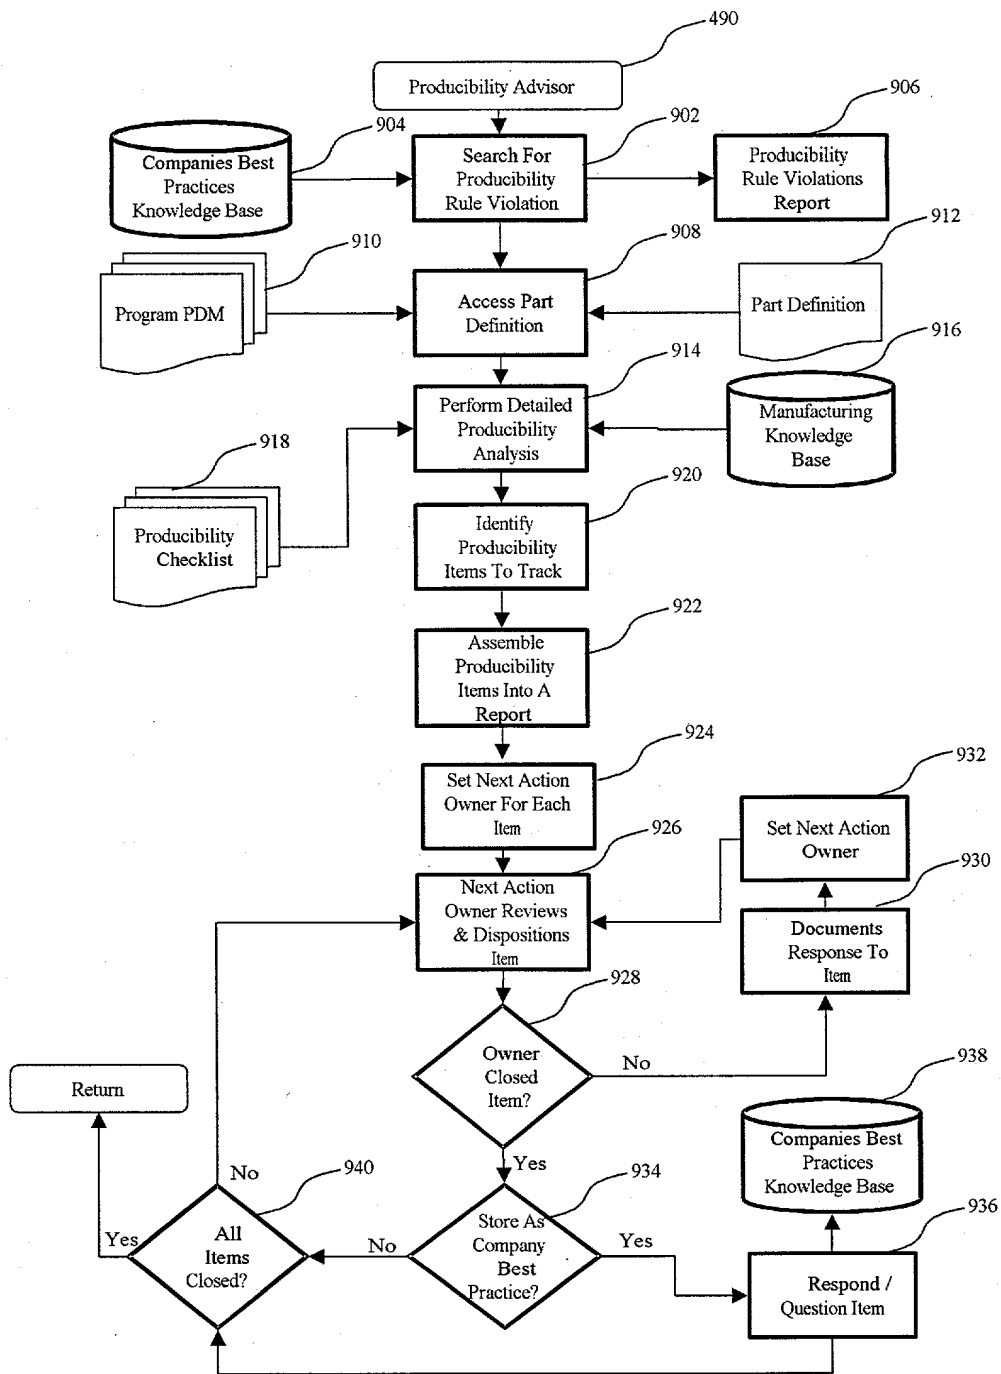 490
Producibility Advisor
904
902
906
Companies Best
Practices
Knowledge Base
Search For
Producibility
Rule Violation
Producibility
Rule Violations
Report
910
908
912
Program PDM
Access Part
Definition
Part Definition
914
916
Perform Detailed
Producibility
Analysis
Manufacturing
Knowledge
Base
918
920
Producibility
Checklist
Identify
Producibility
Items To Track
922
Assemble
Producibility
Items Into A
Report
924
932
Set Next Action
Owner For Each
Item
926
Set Next Action
Owner
930
Next Action
Owner Reviews
& Dispositions
Item
Documents
Response To
Item
928
Owner
Closed
Item?
No
938
Return
Companies Best
Practices
Knowledge Base
Yes
No
940
934
936
Yes
All
Items
Closed?
No
Store As
Company
Best
Practice?
Yes
Respond /
Question Item